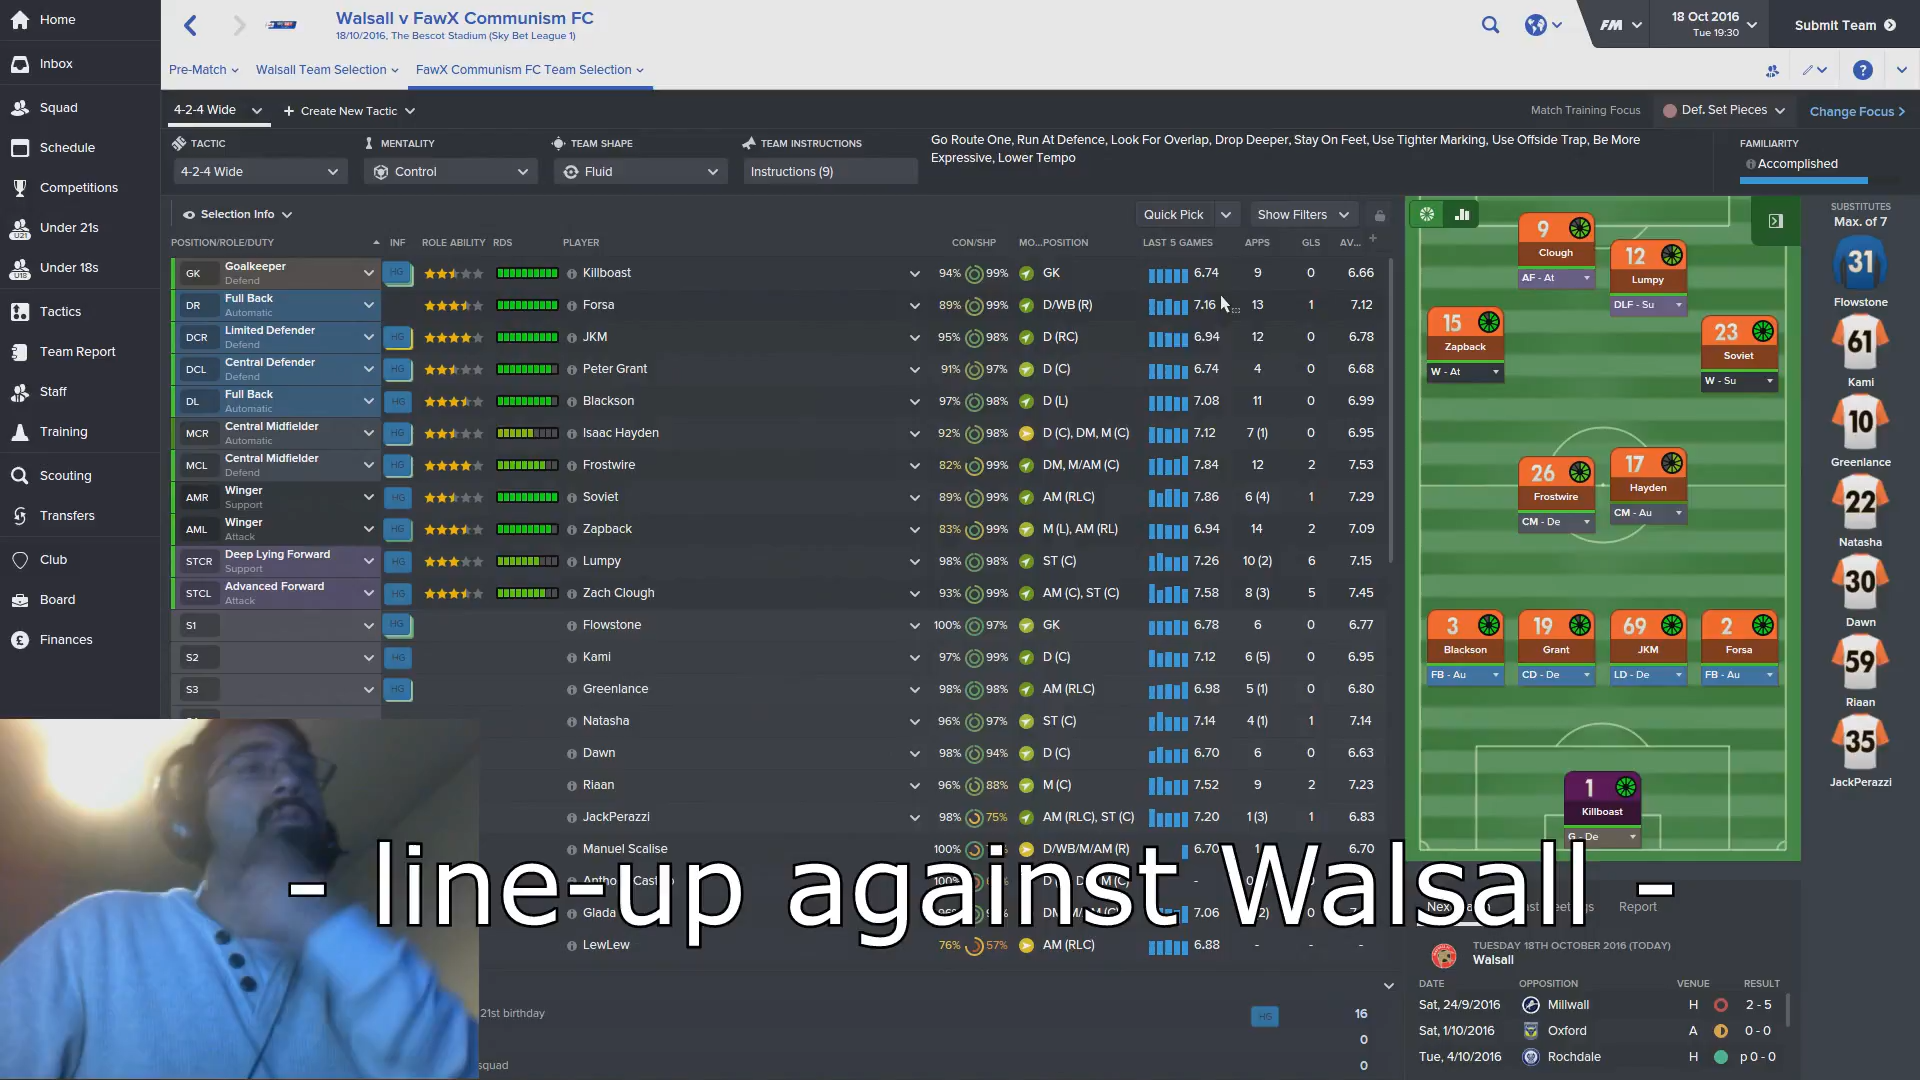 Home
Inbox
Squad
Schedule
Competitions
Under 21s
Under 18s
Tactics
Team Report
Staff
Training
Scouting
Transfers
Club
Board
Finances
Walsall v FawX Communism FC
18/10/2016, The Bescot Stadium (Sky Bet League 1)
FM
18 Oct 2016
Tue 19:30
Submit Team
Pre-Match
Walsall Team Selection
FawX Communism FC Team Selection
4-2-4 Wide
+ Create New Tactic
Match Training Focus
Def. Set Pieces
Change Focus >
TACTIC
MENTALITY
TEAM SHAPE
TEAM INSTRUCTIONS
4-2-4 Wide
Control
Fluid
Instructions (9)
Go Route One, Run At Defence, Look For Overlap, Drop Deeper, Stay On Feet, Use Tighter Marking, Use Offside Trap, Be More
Expressive, Lower Tempo
FAMILIARITY
Accomplished
Selection Info
Quick Pick
Show Filters
POSITION/ROLE/DUTY INF ROLE ABILITY RDS PLAYER CON/SHP MO... POSITION LAST 5 GAMES APPS GLS AV...
GK Goalkeeper Defend HG Killboast 94% 99% GK 6.74 9 0 6.66
DR Full Back Automatic Forsa 89% 99% D/WB (R) 7.16 13 1 7.12
DCR Limited Defender Defend HG JKM 95% 98% D (RC) 6.94 12 0 6.78
DCL Central Defender Defend HG Peter Grant 91% 97% D (C) 6.74 4 0 6.68
DL Full Back Automatic HG Blackson 97% 98% D (L) 7.08 11 0 6.99
MCR Central Midfielder Automatic HG Isaac Hayden 92% 98% D (C), DM, M (C) 7.12 7 (1) 0 6.95
MCL Central Midfielder Defend HG Frostwire 82% 99% DM, M/AM (C) 7.84 12 2 7.53
AMR Winger Support HG Soviet 89% 99% AM (RLC) 7.86 6 (4) 1 7.29
AML Winger Attack HG Zapback 83% 99% M (L), AM (RL) 6.94 14 2 7.09
STCR Deep Lying Forward Support HG Lumpy 98% 98% ST (C) 7.26 10 (2) 6 7.15
STCL Advanced Forward Attack HG Zach Clough 93% 99% AM (C), ST (C) 7.58 8 (3) 5 7.45
S1 HG Flowstone 100% 97% GK 6.78 6 0 6.77
S2 HG Kami 97% 99% D (C) 7.12 6 (5) 0 6.95
S3 HG Greenlance 98% 98% AM (RLC) 6.98 5 (1) 0 6.80
Natasha 96% 97% ST (C) 7.14 4 (1) 1 7.14
Dawn 98% 94% D (C) 6.70 6 0 6.63
Riaan 96% 88% M (C) 7.52 9 2 7.23
JackPerazzi 98% 75% AM (RLC), ST (C) 7.20 1 (3) 1 6.83
Manuel Scalise 100% D/WB/M/AM (R) 6.70 6.70
Glada 7.06
LewLew 76% 57% AM (RLC) 6.88 - - -
- line-up against Walsall -
21st birthday HG 16
0
squad 0
9 Clough AF - At
12 Lumpy DLF - Su
15 Zapback W - At
23 Soviet W - Su
26 Frostwire CM - De
17 Hayden CM - Au
3 Blackson FB - Au
19 Grant CD - De
69 JKM LD - De
2 Forsa FB - Au
1 Killboast G - De
SUBSTITUTES
Max. of 7
31
Flowstone
61
Kami
10
Greenlance
22
Natasha
30
Dawn
59
Riaan
35
JackPerazzi
Report
TUESDAY 18TH OCTOBER 2016 (TODAY)
Walsall
DATE OPPOSITION VENUE RESULT
Sat, 24/9/2016 Millwall H 2 - 5
Sat, 1/10/2016 Oxford A 0 - 0
Tue, 4/10/2016 Rochdale H p 0 - 0